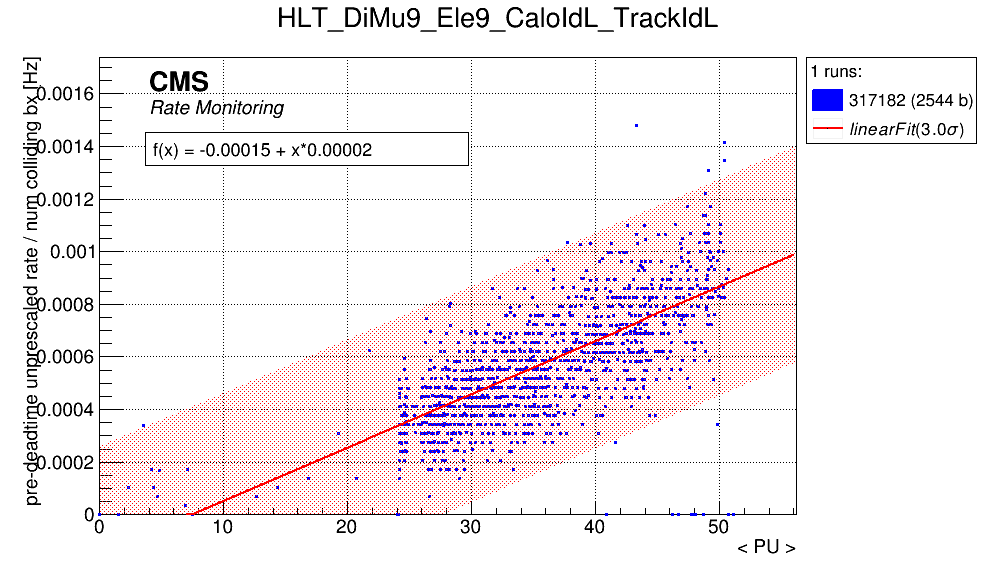 HLT_DiMu9_Ele9_CaloIdL_TrackIdL
pre-deadtime unprescaled rate / num colliding bx [Hz]
CMS
Rate Monitoring
f(x) = -0.00015 + x*0.00002
1 runs:
317182 (2544 b)
linearFit(3.0σ)
0.0016
0.0014
0.0012
0.001
0.0008
0.0006
0.0004
0.0002
0
0 10 20 30 40 50
< PU >